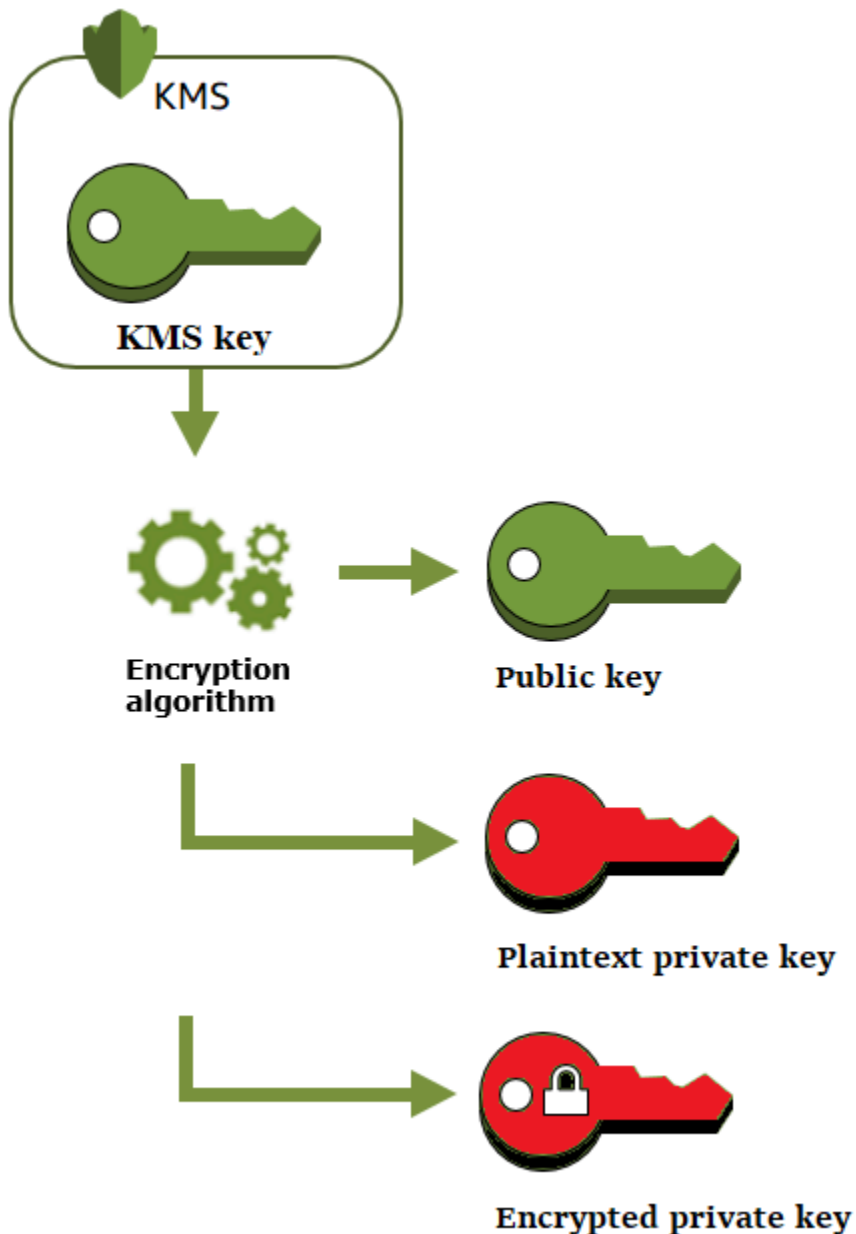 KMS
KMS key
Encryption
algorithm
Public key
Plaintext private key
Encrypted private key